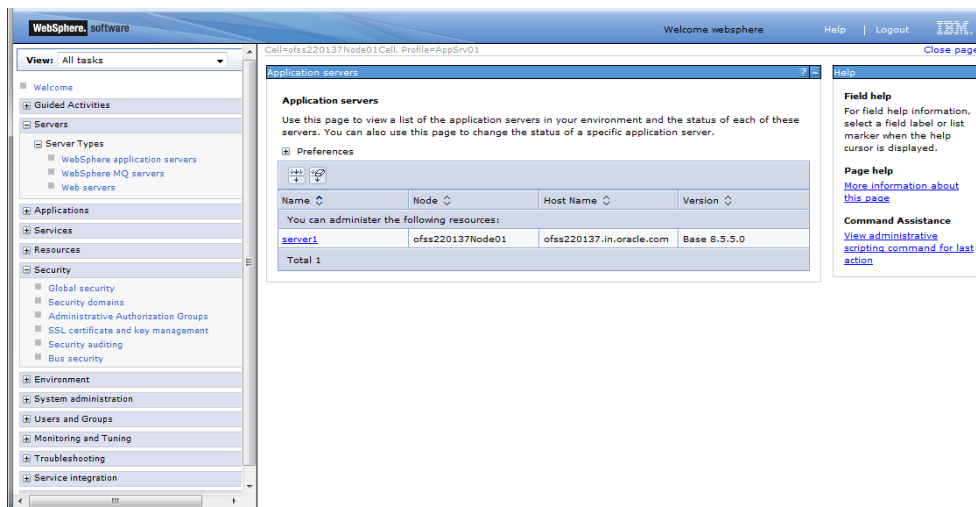 WebSphere. software
Welcome websphere
Help | Logout
IBM.
View: All tasks
Cell=ofss220137Node01Cell, Profile=AppSrv01
Close page
Welcome
Guided Activities
Servers
Server Types
WebSphere application servers
WebSphere MQ servers
Web servers
Applications
Services
Resources
Security
Global security
Security domains
Administrative Authorization Groups
SSL certificate and key management
Security auditing
Bus security
Environment
System administration
Users and Groups
Monitoring and Tuning
Troubleshooting
Service integration
Application servers
? -
Application servers
Use this page to view a list of the application servers in your environment and the status of each of these
servers. You can also use this page to change the status of a specific application server.
Preferences
Name Node Host Name Version
You can administer the following resources:
server1 ofss220137Node01 ofss220137.in.oracle.com Base 8.5.5.0
Total 1
Help
Field help
For field help information,
select a field label or list
marker when the help
cursor is displayed.
Page help
More information about
this page
Command Assistance
View administrative
scripting command for last
action